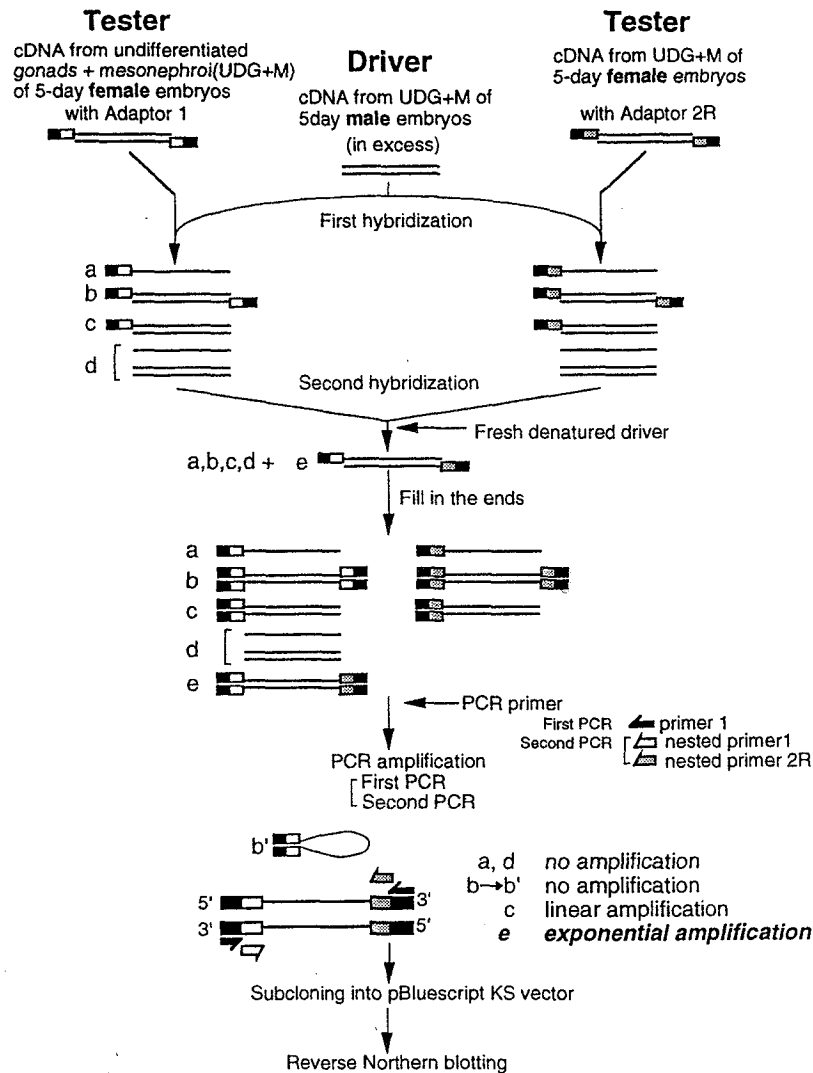 Tester
cDNA from undifferentiated
gonads + mesonephroi(UDG+M)
of 5-day female embryos
with Adaptor 1
Driver
cDNA from UDG+M of
5day male embryos
(in excess)
Tester
cDNA from UDG+M of
5-day female embryos
with Adaptor 2R
First hybridization
a
b
c
d
Second hybridization
Fresh denatured driver
a,b,c,d + e
Fill in the ends
a
b
c
d
e
PCR primer
First PCR primer 1
Second PCR nested primer1
nested primer 2R
PCR amplification
First PCR
Second PCR
b'
a, d no amplification
b→b' no amplification
c linear amplification
e exponential amplification
5' 3'
3' 5'
Subcloning into pBluescript KS vector
Reverse Northern blotting